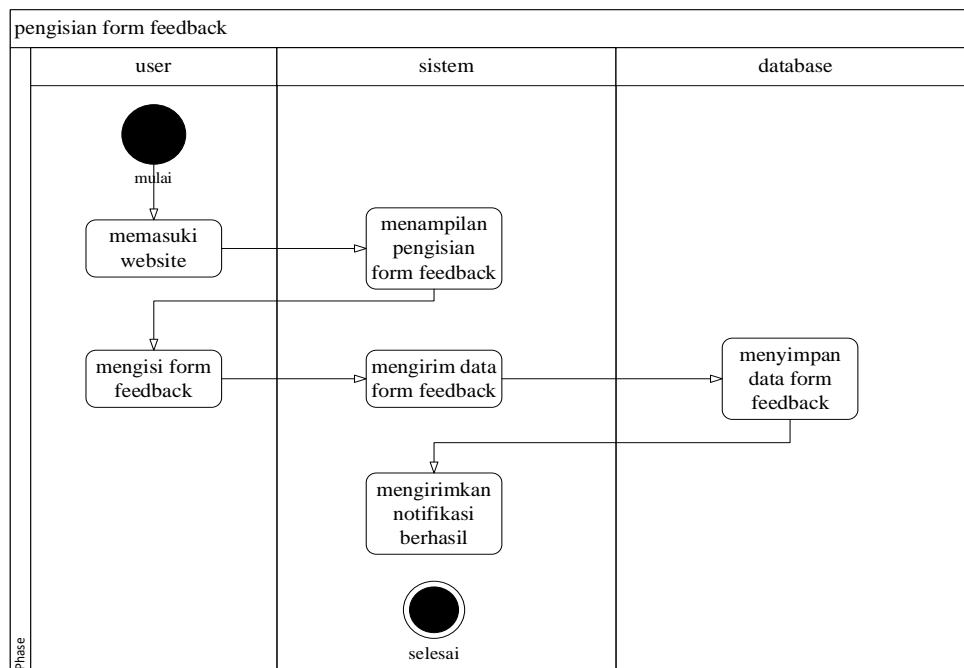 pengisian form feedback
user
sistem
database
mulai
memasuki
website
menampilan
pengisian
form feedback
mengisi form
feedback
mengirim data
form feedback
menyimpan
data form
feedback
mengirimkan
notifikasi
berhasil
selesai
Phase